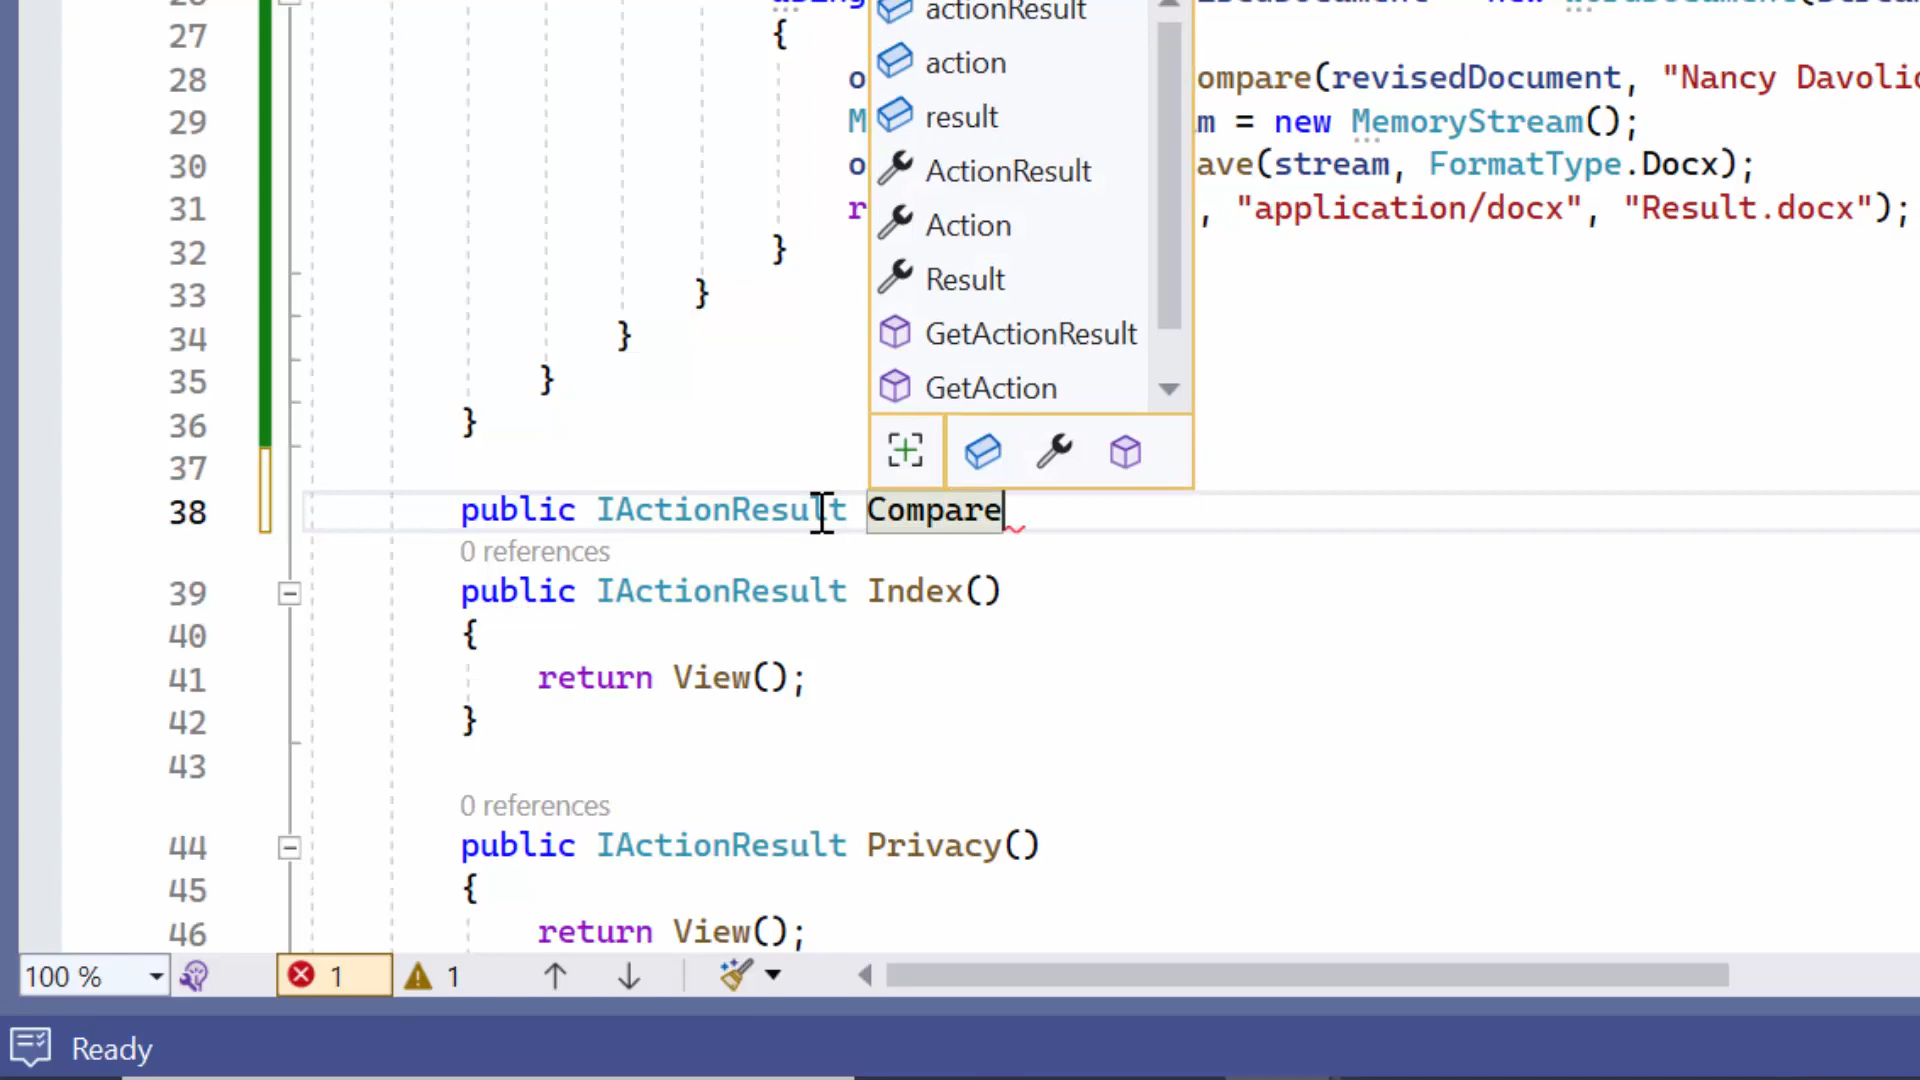 actionResult
27 {
action
28 o ompare(revisedDocument, "Nancy Davolio
result
29 M m = new MemoryStream();
30 o ave(stream, FormatType.Docx);
ActionResult
31 r , "application/docx", "Result.docx");
Action
32 }
Result
33 }
GetActionResult
34 }
GetAction
35 }
36 }
37
38 public IActionResult Compare
0 references
39 public IActionResult Index()
40 {
41 return View();
42 }
43
0 references
44 public IActionResult Privacy()
45 {
46 return View();
100 % 1 1
Ready